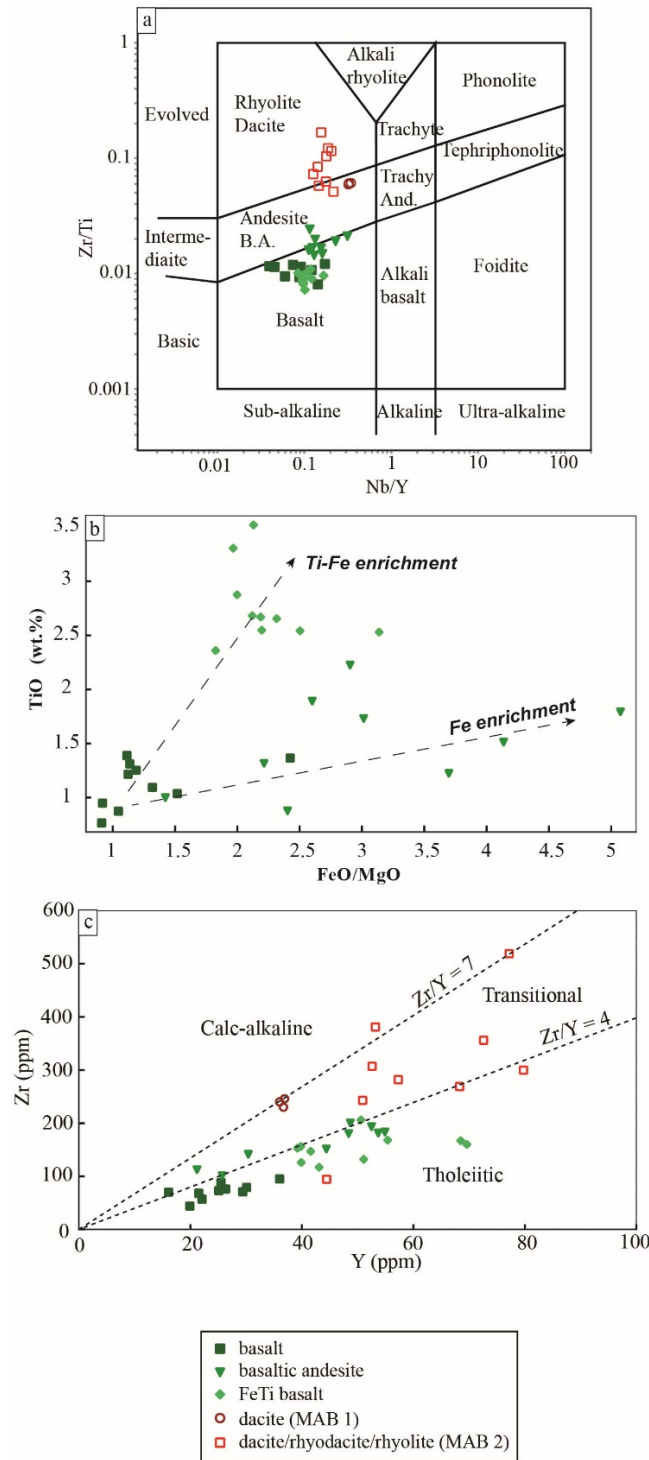 a
1
0.1
0.01
0.001
Zr/Ti
Evolved
Interme-
diaite
Basic
Rhyolite
Dacite
Alkali
rhyolite
Phonolite
Trachyte
Tephriphonolite
Andesite
B.A.
Trachy
And.
Basalt
Alkali
basalt
Foidite
Sub-alkaline
Alkaline
Ultra-alkaline
0.01
0.1
1
10
100
Nb/Y
b
3.5
3
2.5
2
1.5
1
TiO (wt.%)
Ti-Fe enrichment
Fe enrichment
1
1.5
2
2.5
3
3.5
4
4.5
5
FeO/MgO
c
600
500
400
300
200
100
0
Zr (ppm)
Calc-alkaline
Zr/Y = 7
Transitional
Zr/Y = 4
Tholeiitic
0
20
40
60
80
100
Y (ppm)
basalt
basaltic andesite
FeTi basalt
dacite (MAB 1)
dacite/rhyodacite/rhyolite (MAB 2)